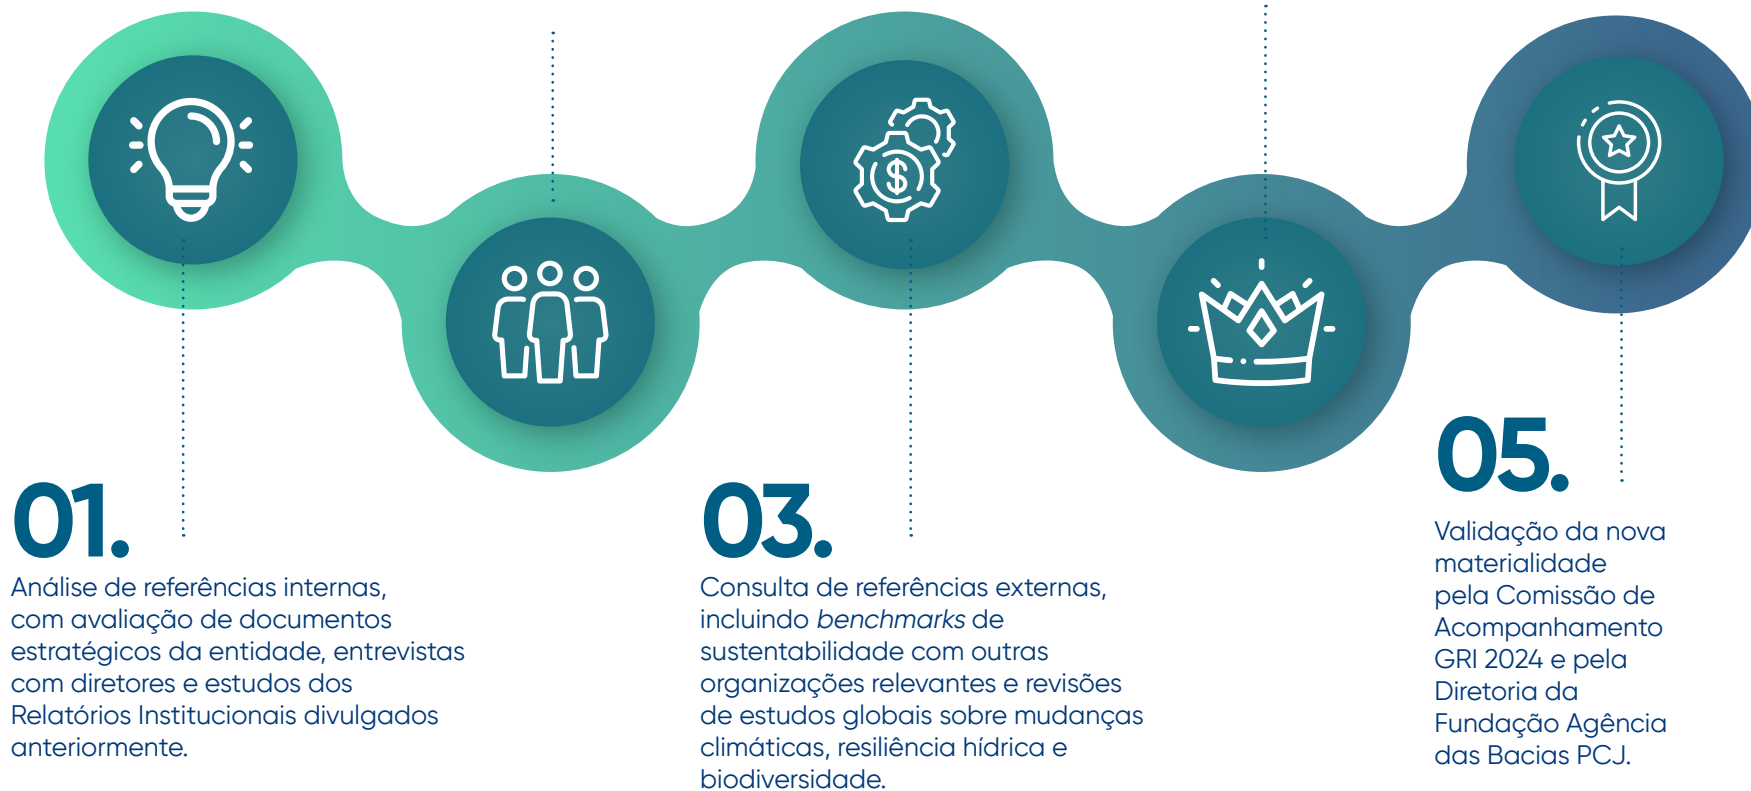 01.
Análise de referências internas,
com avaliação de documentos
estratégicos da entidade, entrevistas
com diretores e estudos dos
Relatórios Institucionais divulgados
anteriormente.
03.
Consulta de referências externas,
incluindo benchmarks de
sustentabilidade com outras
organizações relevantes e revisões
de estudos globais sobre mudanças
climáticas, resiliência hídrica e
biodiversidade.
05.
Validação da nova
materialidade
pela Comissão de
Acompanhamento
GRI 2024 e pela
Diretoria da
Fundação Agência
das Bacias PCJ.